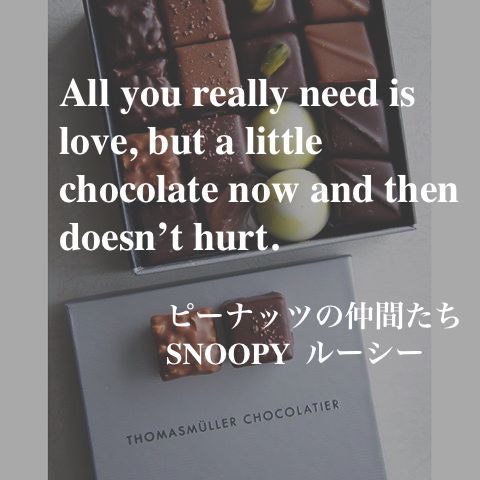 All you really need is
love, but a little
chocolate now and then
doesn’t hurt.
ピーナッツの仲間たち
SNOOPY ルーシー
THOMASMÜLLER CHOCOLATIER